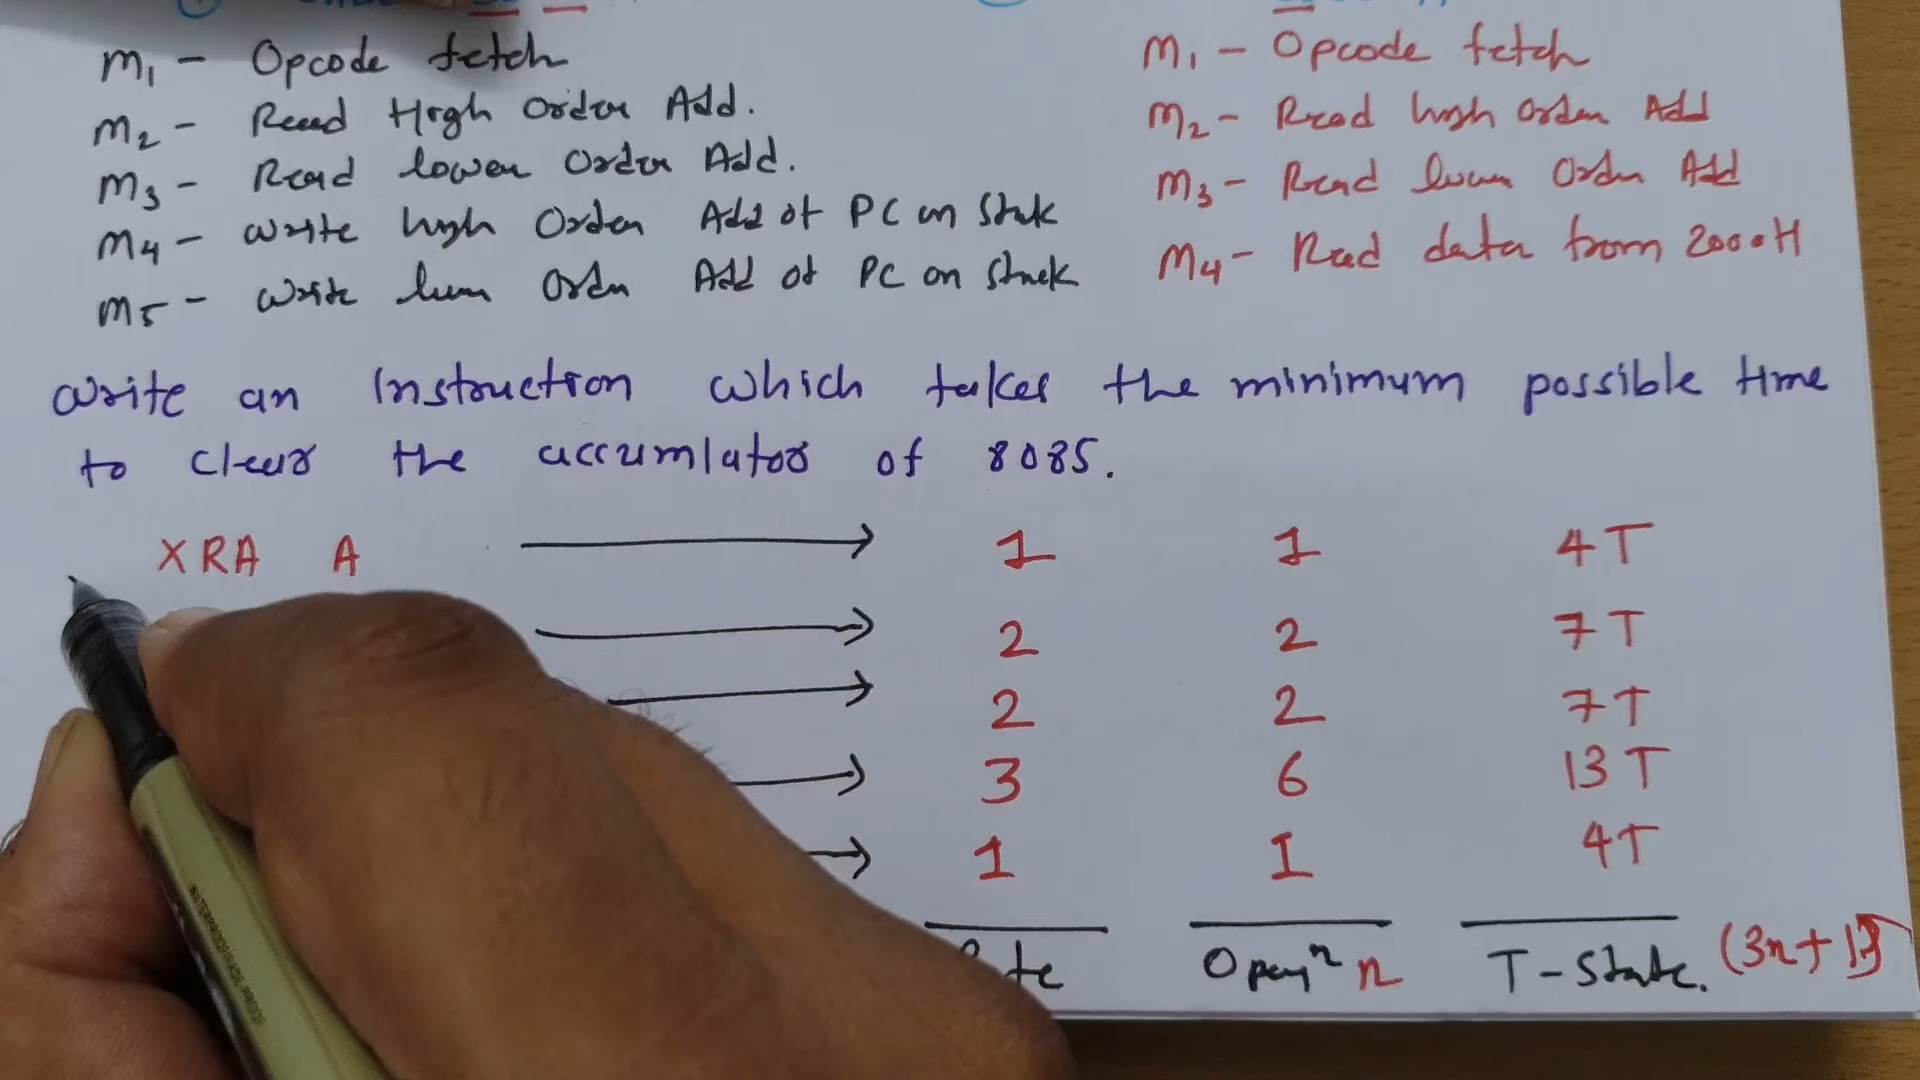 M1 - Opcode fetch
M2 - Read High Order Add.
M3 - Read lower Order Add.
M4 - Write high Order Add of PC on Stak
M5 - Write lower Order Add of PC on Stack
M1 - Opcode fetch
M2 - Read high order Add
M3 - Read lower Order Add
M4 - Read data from 2000H
Write an Instruction which takes the minimum possible time
to clear the accumlator of 8085.
XRA A → 1 1 4T
→ 2 2 7T
→ 2 2 7T
→ 3 6 13T
→ 1 1 4T
n T-State. (3n+1)